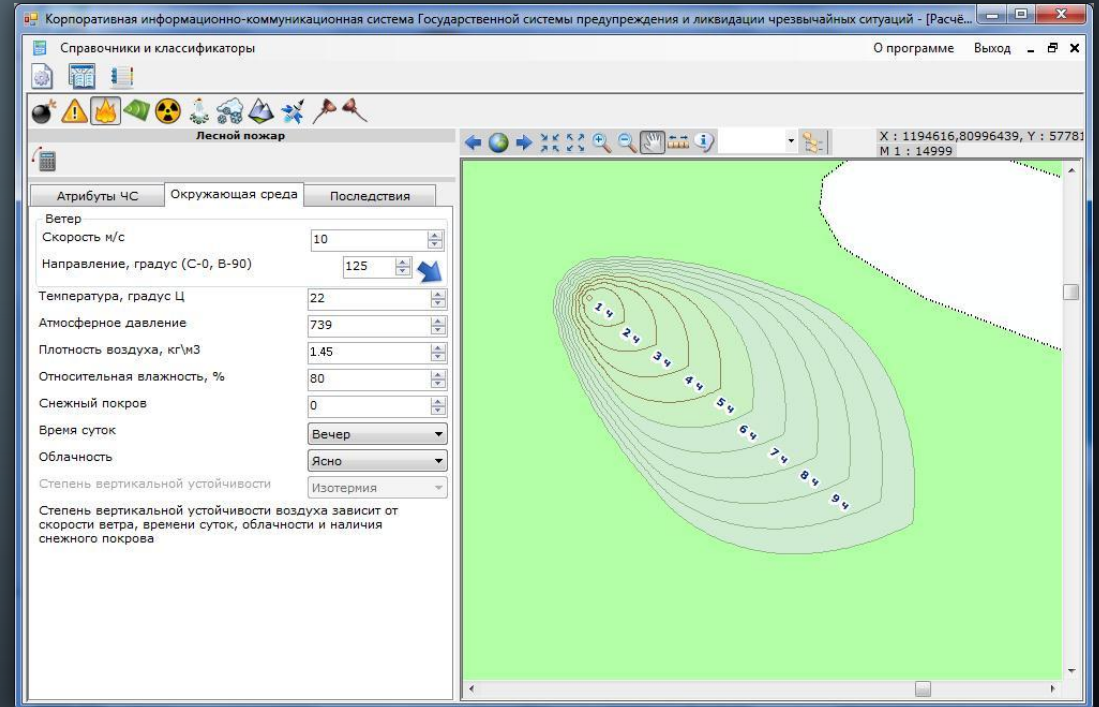 Корпоративная информационно-коммуникационная система Государственной системы предупреждения и ликвидации чрезвычайных ситуаций - [Расчё...
Справочники и классификаторы
О программе Выход
Лесной пожар
X : 1194616,80996439, Y : 57781
М 1 : 14999
Атрибуты ЧС Окружающая среда Последствия
Ветер
Скорость м/с 10
Направление, градус (С-0, В-90) 125
Температура, градус Ц 22
Атмосферное давление 739
Плотность воздуха, кг\м3 1.45
Относительная влажность, % 80
Снежный покров 0
Время суток Вечер
Облачность Ясно
Степень вертикальной устойчивости Изотермия
Степень вертикальной устойчивости воздуха зависит от
скорости ветра, времени суток, облачности и наличия
снежного покрова
1 ч
2 ч
3 ч
4 ч
5 ч
6 ч
7 ч
8 ч
9 ч